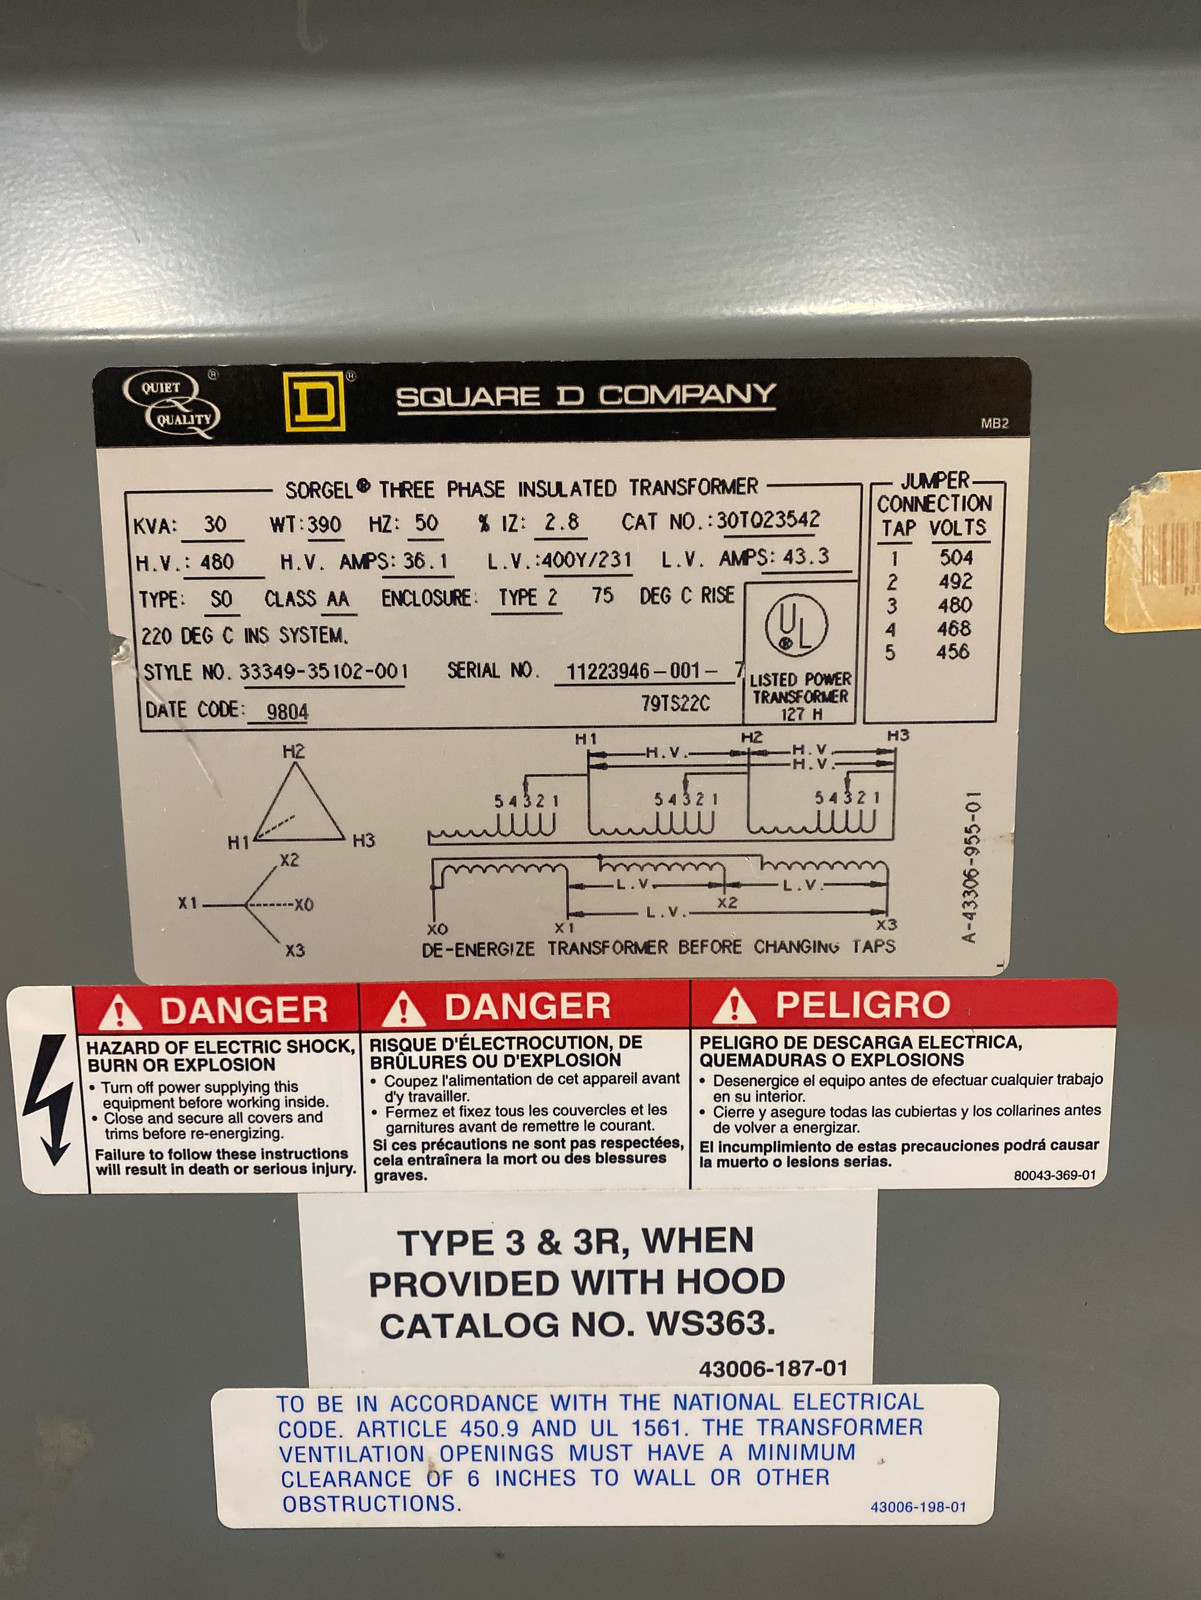 QUIET
QUALITY
®
D
®
SQUARE D COMPANY
MB2
SORGEL® THREE PHASE INSULATED TRANSFORMER
KVA: 30 WT: 390 HZ: 50 % IZ: 2.8 CAT NO.: 30TQ23542
H.V.: 480 H.V. AMPS: 36.1 L.V.: 400Y/231 L.V. AMPS: 43.3
TYPE: SO CLASS AA ENCLOSURE: TYPE 2 75 DEG C RISE
220 DEG C INS SYSTEM.
STYLE NO. 33349-35102-001 SERIAL NO. 11223946-001- 7
DATE CODE: 9804 79TS22C
UL
®
LISTED POWER
TRANSFORMER
127 H
JUMPER
CONNECTION
TAP VOLTS
1 504
2 492
3 480
4 468
5 456
H2
H1 H3
X2
X1 X0
X3
H1 H2 H3
H.V. H.V.
H.V.
5 4 3 2 1 5 4 3 2 1 5 4 3 2 1
L.V. L.V.
X2
L.V.
X0 X1 X3
DE-ENERGIZE TRANSFORMER BEFORE CHANGING TAPS
A-43306-955-01
DANGER
HAZARD OF ELECTRIC SHOCK,
BURN OR EXPLOSION
• Turn off power supplying this
equipment before working inside.
• Close and secure all covers and
trims before re-energizing.
Failure to follow these instructions
will result in death or serious injury.
DANGER
RISQUE D'ÉLECTROCUTION, DE
BRÛLURES OU D'EXPLOSION
• Coupez l'alimentation de cet appareil avant
d'y travailler.
• Fermez et fixez tous les couvercles et les
garnitures avant de remettre le courant.
Si ces précautions ne sont pas respectées,
cela entraînera la mort ou des blessures
graves.
PELIGRO
PELIGRO DE DESCARGA ELECTRICA,
QUEMADURAS O EXPLOSIONS
• Desenergice el equipo antes de efectuar cualquier trabajo
en su interior.
• Cierre y asegure todas las cubiertas y los collarines antes
de volver a energizar.
El incumplimiento de estas precauciones podrá causar
la muerto o lesions serias.
80043-369-01
TYPE 3 & 3R, WHEN
PROVIDED WITH HOOD
CATALOG NO. WS363.
43006-187-01
TO BE IN ACCORDANCE WITH THE NATIONAL ELECTRICAL
CODE. ARTICLE 450.9 AND UL 1561. THE TRANSFORMER
VENTILATION OPENINGS MUST HAVE A MINIMUM
CLEARANCE OF 6 INCHES TO WALL OR OTHER
OBSTRUCTIONS.
43006-198-01